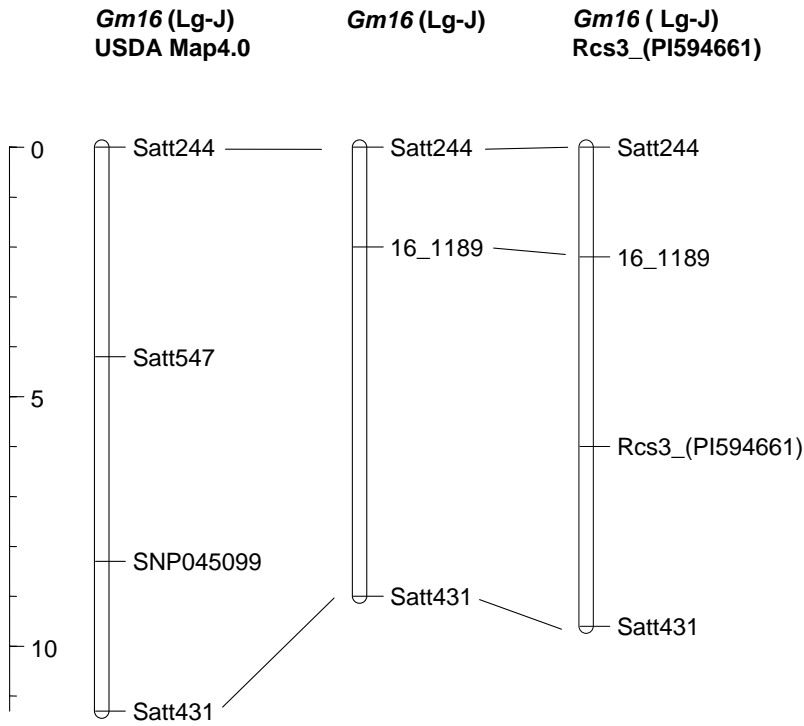 Gm16 (Lg-J)
USDA Map4.0
Gm16 (Lg-J)
Gm16 ( Lg-J)
Rcs3_(PI594661)
0
5
10
Satt244
Satt547
SNP045099
Satt431
Satt244
16_1189
Satt431
Satt244
16_1189
Rcs3_(PI594661)
Satt431